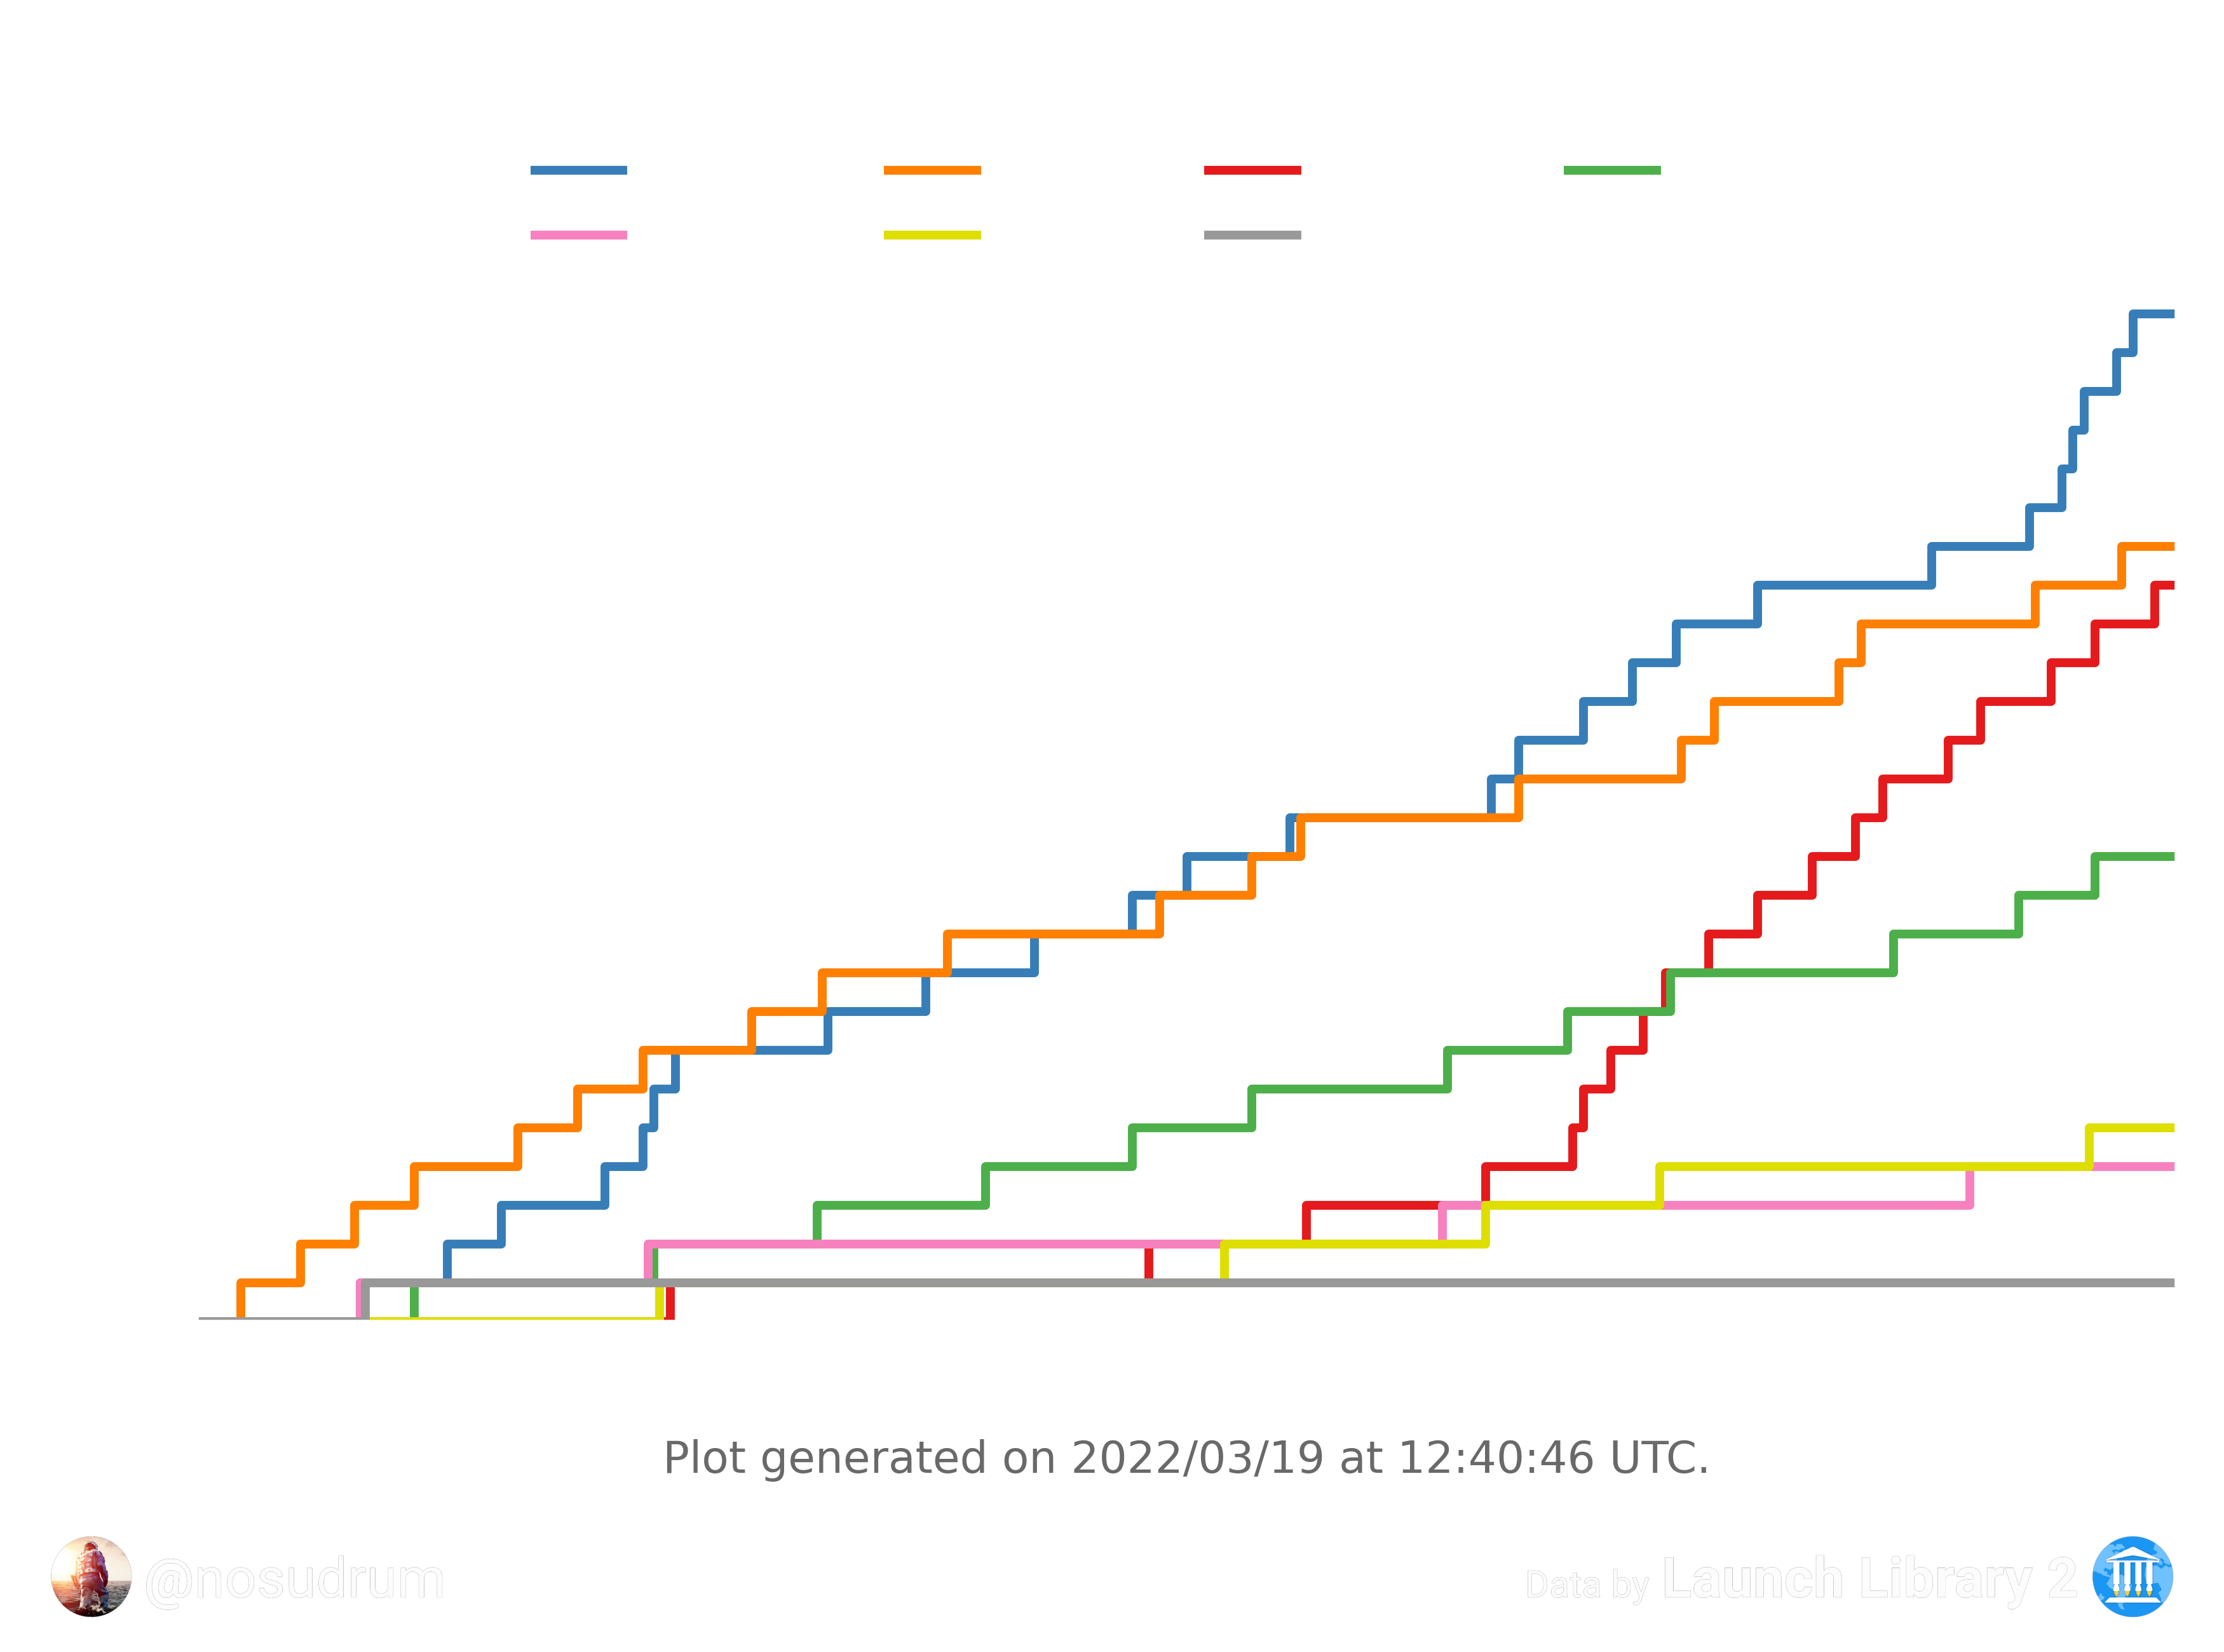 Plot generated on 2022/03/19 at 12:40:46 UTC.
@nosudrum
Data by Launch Library 2